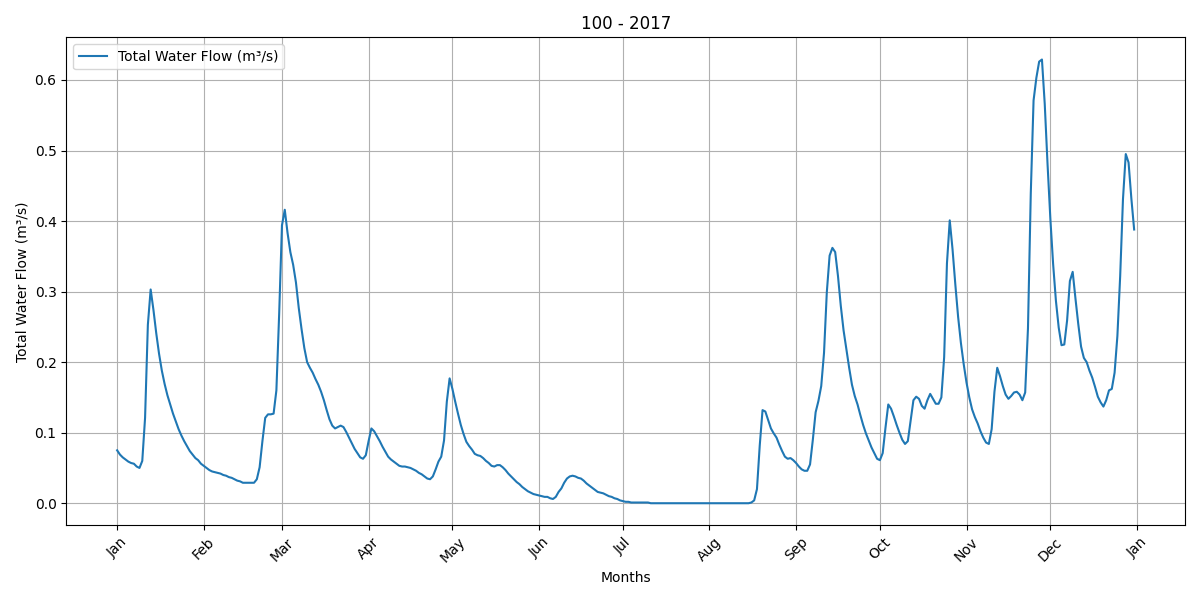 100 - 2017
Total Water Flow (m³/s)
Total Water Flow (m³/s)
0.6
0.5
0.4
0.3
0.2
0.1
0.0
Jan Feb Mar Apr May Jun Jul Aug Sep Oct Nov Dec Jan
Months